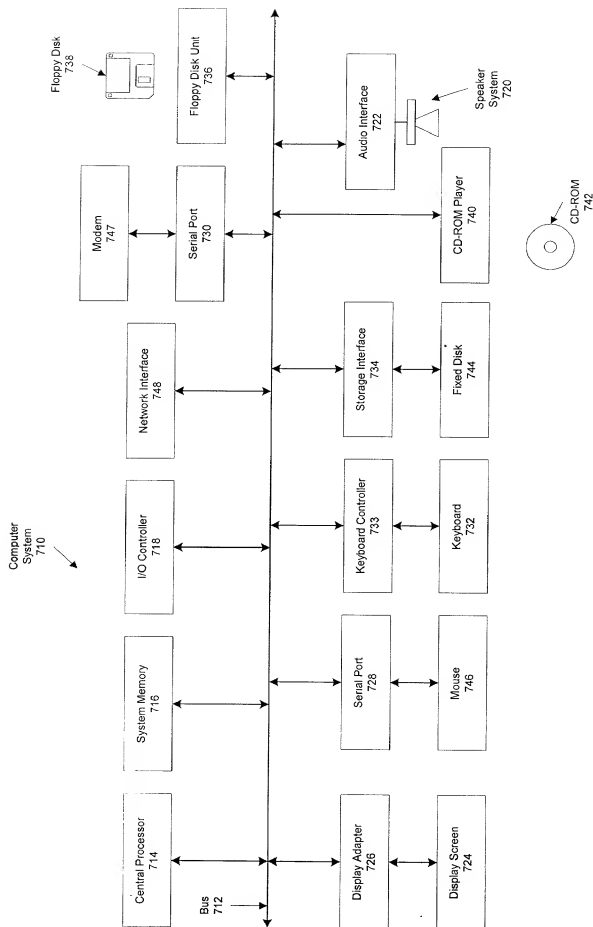 Computer
System
710
Central Processor
714
System Memory
716
I/O Controller
718
Network Interface
748
Modem
747
Serial Port
730
Floppy Disk
738
Floppy Disk Unit
736
Bus
712
Display Adapter
726
Display Screen
724
Serial Port
728
Mouse
746
Keyboard Controller
733
Keyboard
732
Storage Interface
734
Fixed Disk
744
CD-ROM Player
740
CD-ROM
742
Audio Interface
722
Speaker
System
720